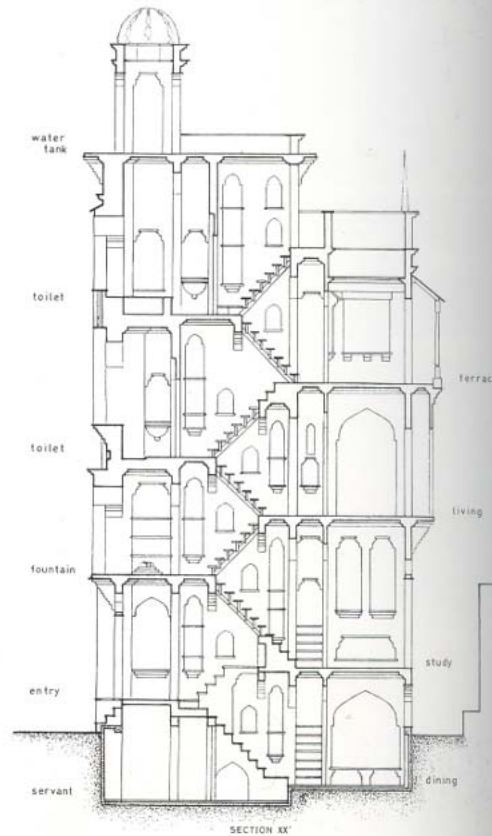 water
tank
toilet
terrac
toilet
living
fountain
study
entry
dining
servant
SECTION XX'